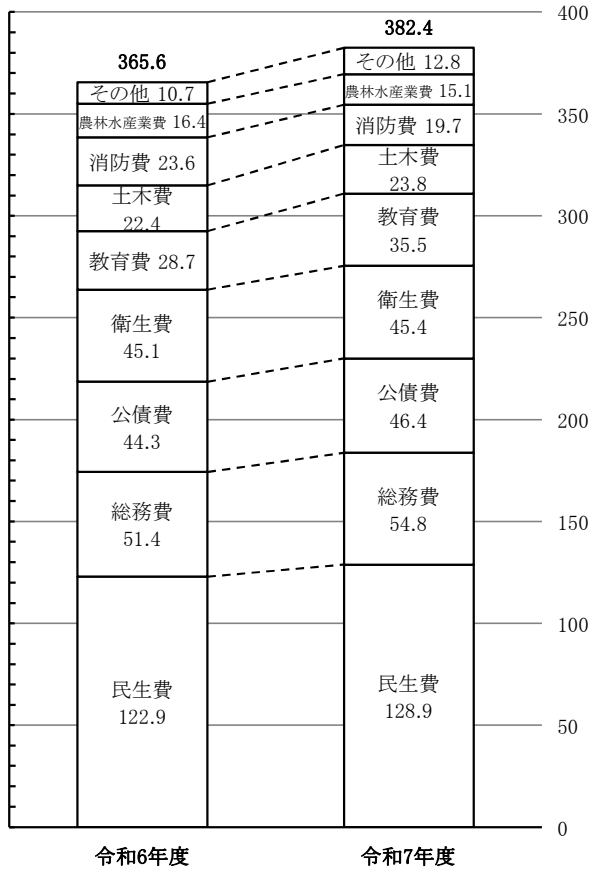 365.6
その他 10.7
農林水産業費 16.4
消防費 23.6
土木費
22.4
教育費 28.7
衛生費
45.1
公債費
44.3
総務費
51.4
民生費
122.9
令和6年度
382.4
その他 12.8
農林水産業費 15.1
消防費 19.7
土木費
23.8
教育費
35.5
衛生費
45.4
公債費
46.4
総務費
54.8
民生費
128.9
令和7年度
400
350
300
250
200
150
100
50
0